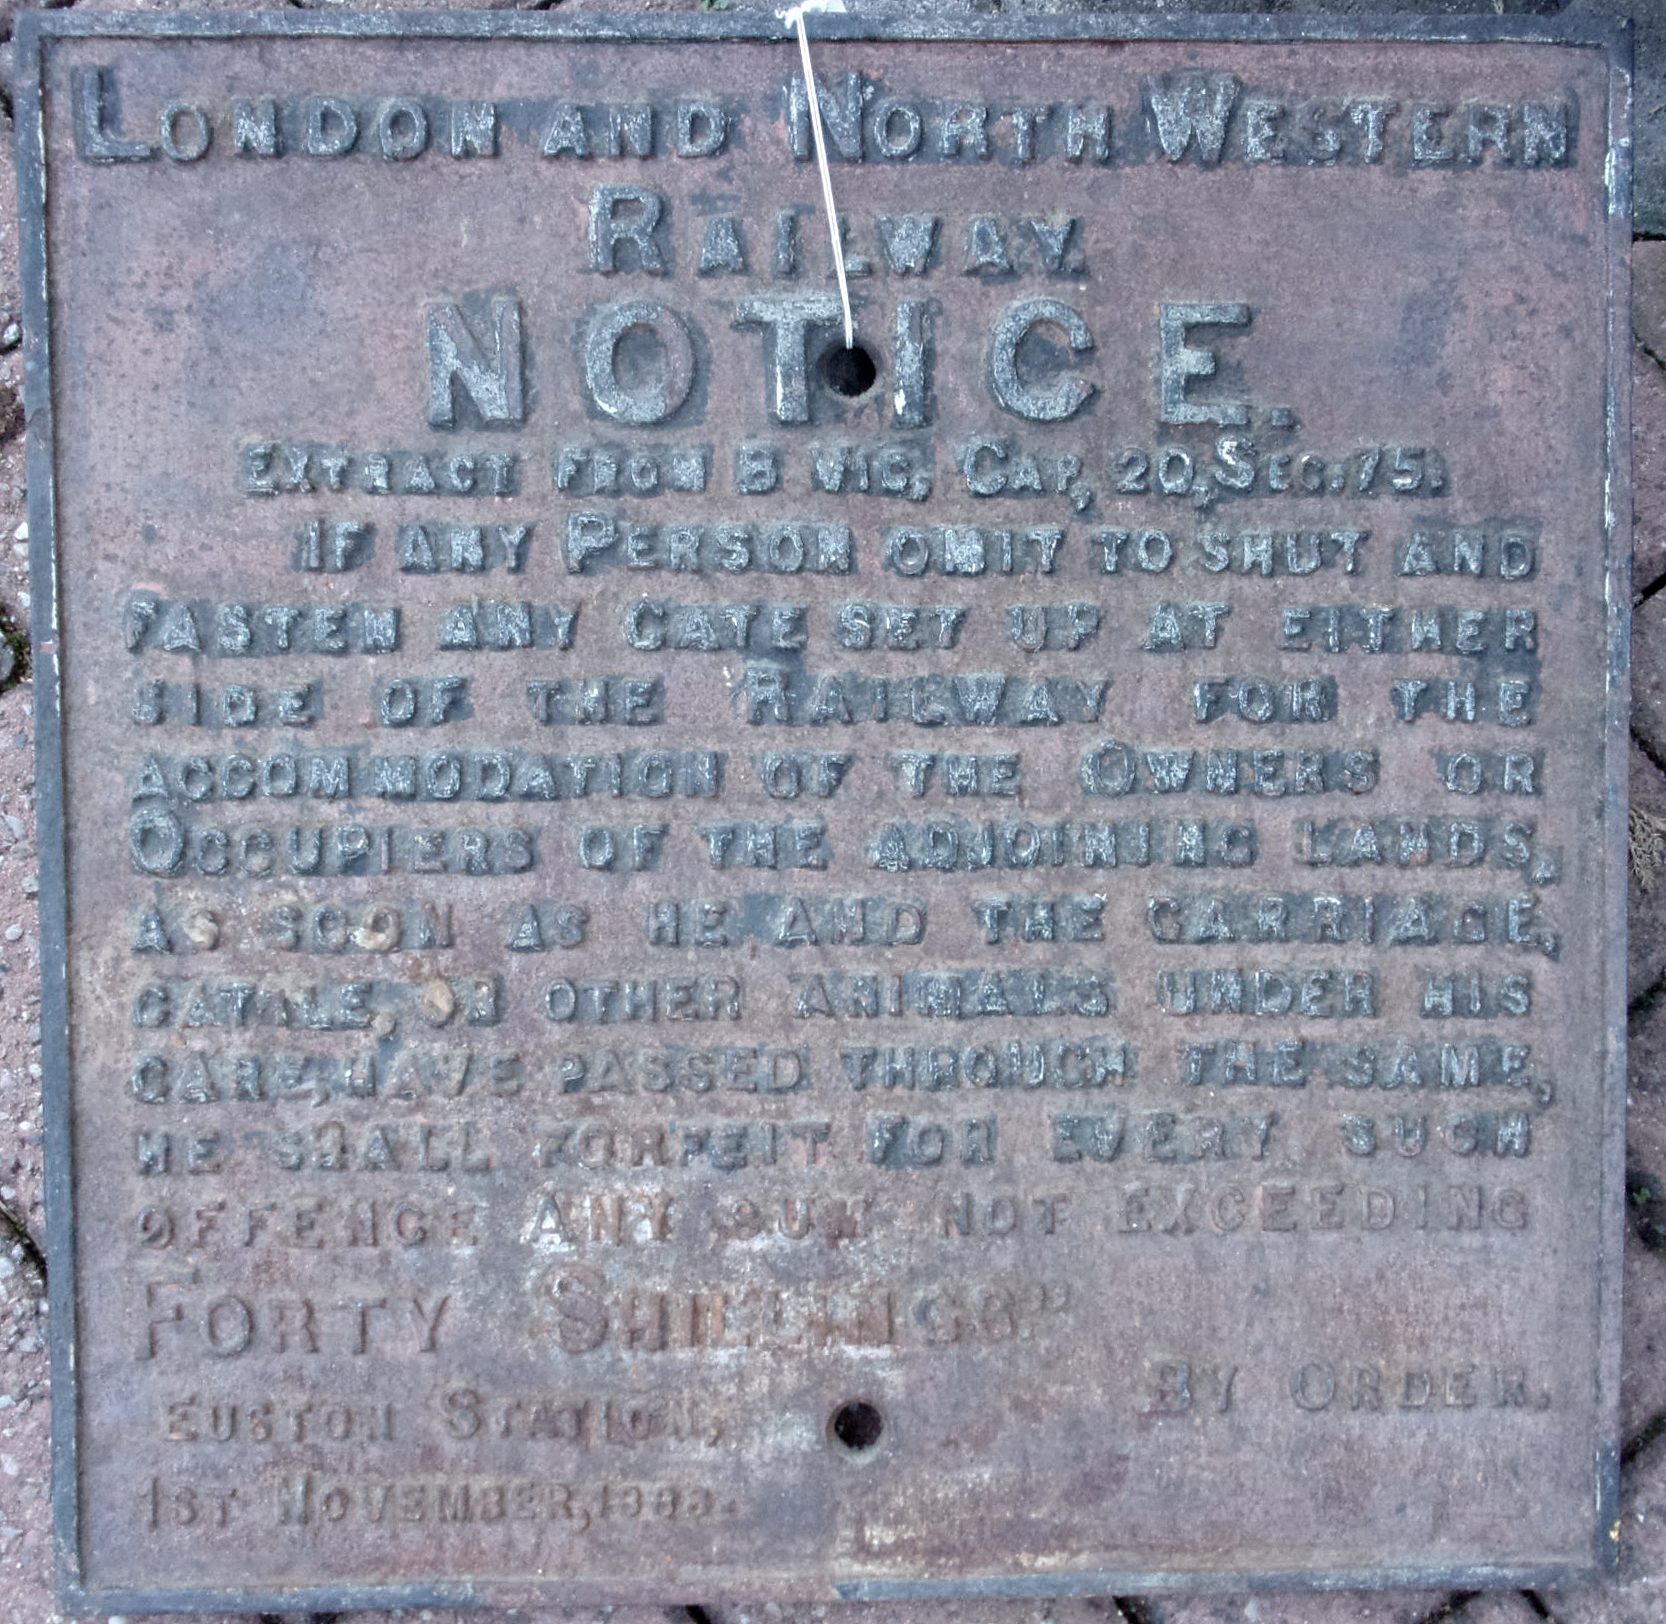 LONDON AND NORTH WESTERN
RAILWAY.
NOTICE.
EXTRACT FROM 8 VIC, CAP, 20, SEC. 75.
IF ANY PERSON OMIT TO SHUT AND
FASTEN ANY GATE SET UP AT EITHER
SIDE OF THE RAILWAY FOR THE
ACCOMMODATION OF THE OWNERS OR
OCCUPIERS OF THE ADJOINING LANDS,
AS SOON AS HE AND THE CARRIAGE,
CATTLE, OR OTHER ANIMALS UNDER HIS
CARE, HAVE PASSED THROUGH THE SAME,
HE SHALL FORFEIT FOR EVERY SUCH
OFFENCE ANY SUM NOT EXCEEDING
FORTY SHILLINGS"
BY ORDER.
EUSTON STATION,
1ST NOVEMBER,